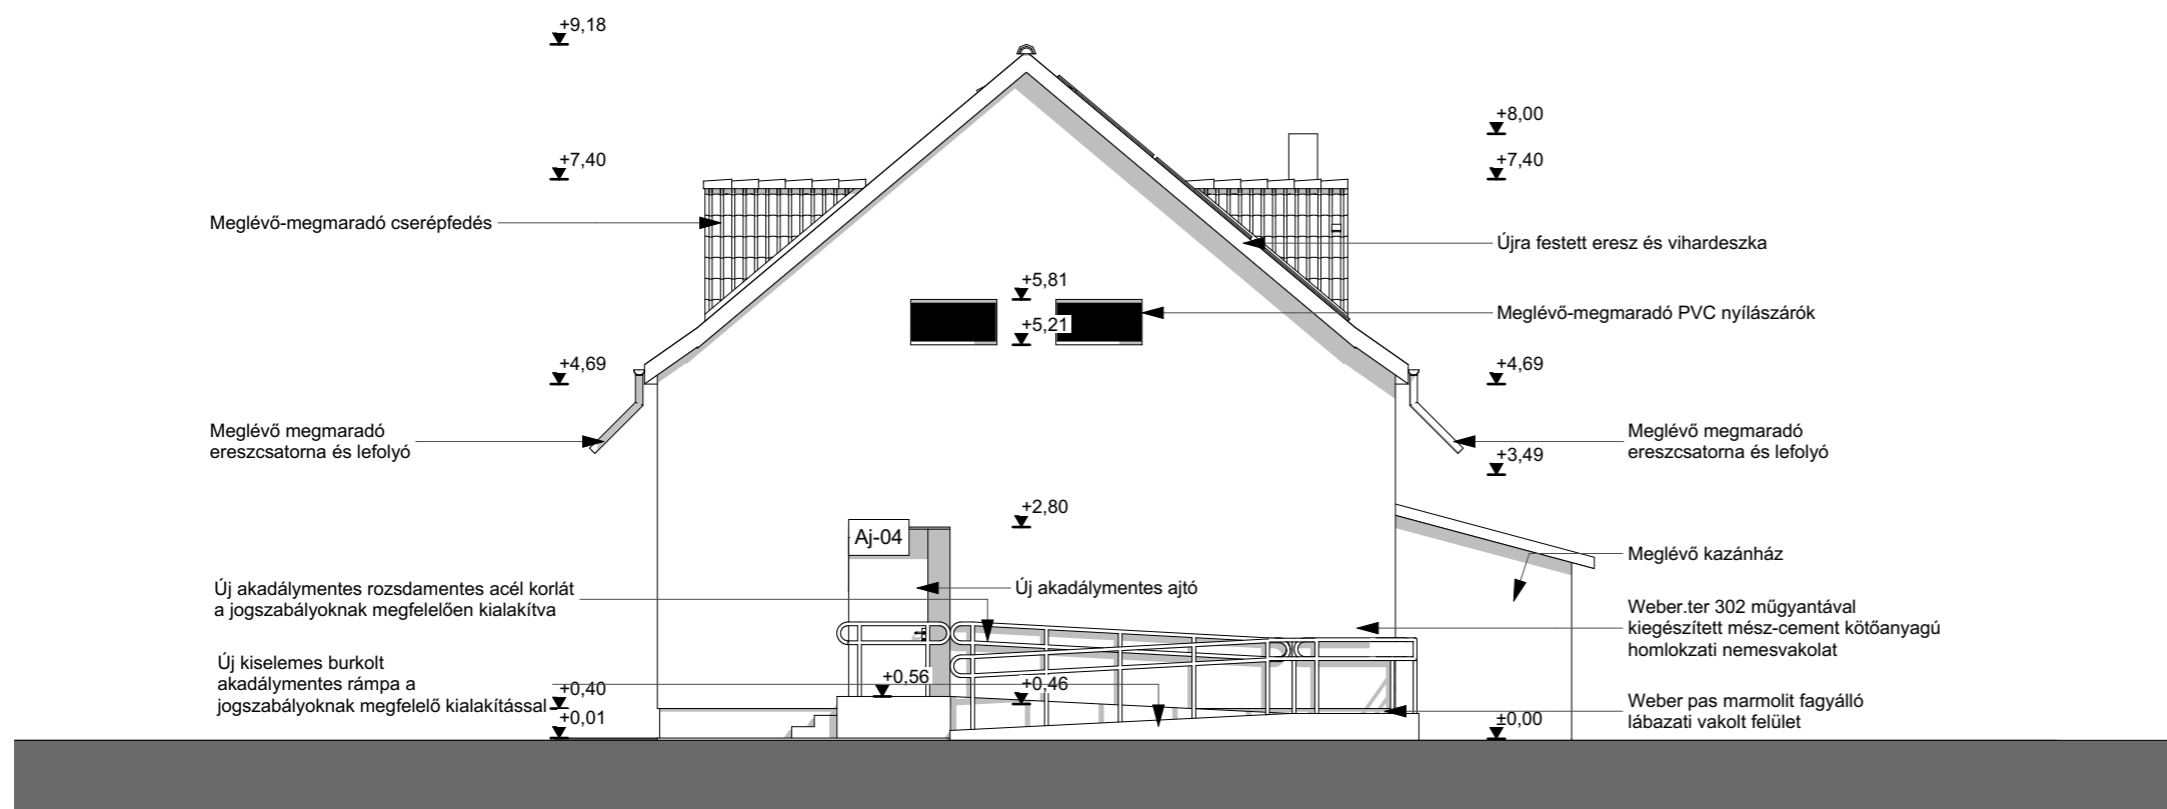 +9,18
+8,00
+7,40
+7,40
Meglévő-megmaradó cserépfedés
Újra festett eresz és vihardeszka
+5,81
Meglévő-megmaradó PVC nyílászárók
+5,21
+4,69
+4,69
Meglévő megmaradó
ereszcsatorna és lefolyó
Meglévő megmaradó
ereszcsatorna és lefolyó
+3,49
+2,80
Aj-04
Meglévő kazánház
Új akadálymentes rozsdamentes acél korlát
a jogszabályoknak megfelelően kialakítva
Új akadálymentes ajtó
Weber.ter 302 műgyantával
kiegészített mész-cement kötőanyagú
homlokzati nemesvakolat
Új kiselemes burkolt
akadálymentes rámpa a
jogszabályoknak megfelelő kialakítással
+0,56
+0,46
+0,40
+0,01
Weber pas marmolit fagyálló
lábazati vakolt felület
±0,00